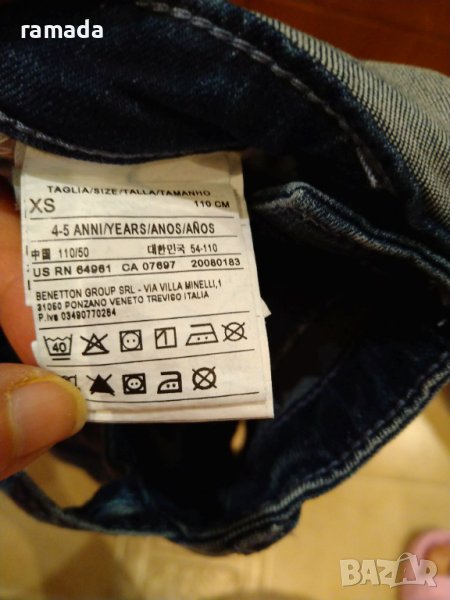 ramada
TAGLIA/SIZE/TALLA/TAMANHO
XS 110 CM
4-5 ANNI/YEARS/ANOS/AÑOS
中国 110/50 대한민국 54-110
US RN 64961 CA 07697 20080183
BENETTON GROUP SRL - VIA VILLA MINELLI,1
31050 PONZANO VENETO TREVISO ITALIA
P.iva 03490770264
40 1
BAZAR